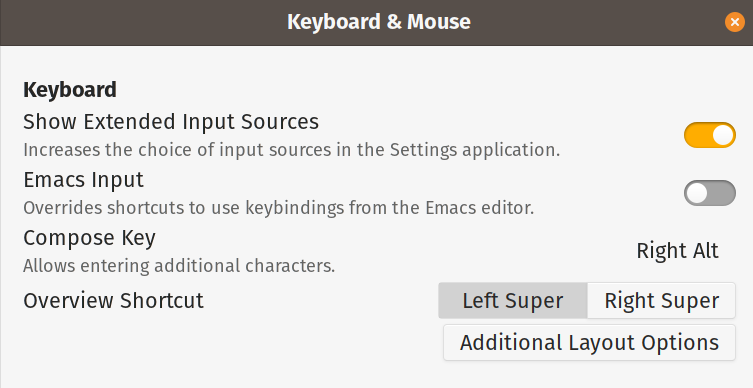 Keyboard & Mouse
Keyboard
Show Extended Input Sources
Increases the choice of input sources in the Settings application.
Emacs Input
Overrides shortcuts to use keybindings from the Emacs editor.
Compose Key
Right Alt
Allows entering additional characters.
Overview Shortcut
Left Super
Right Super
Additional Layout Options